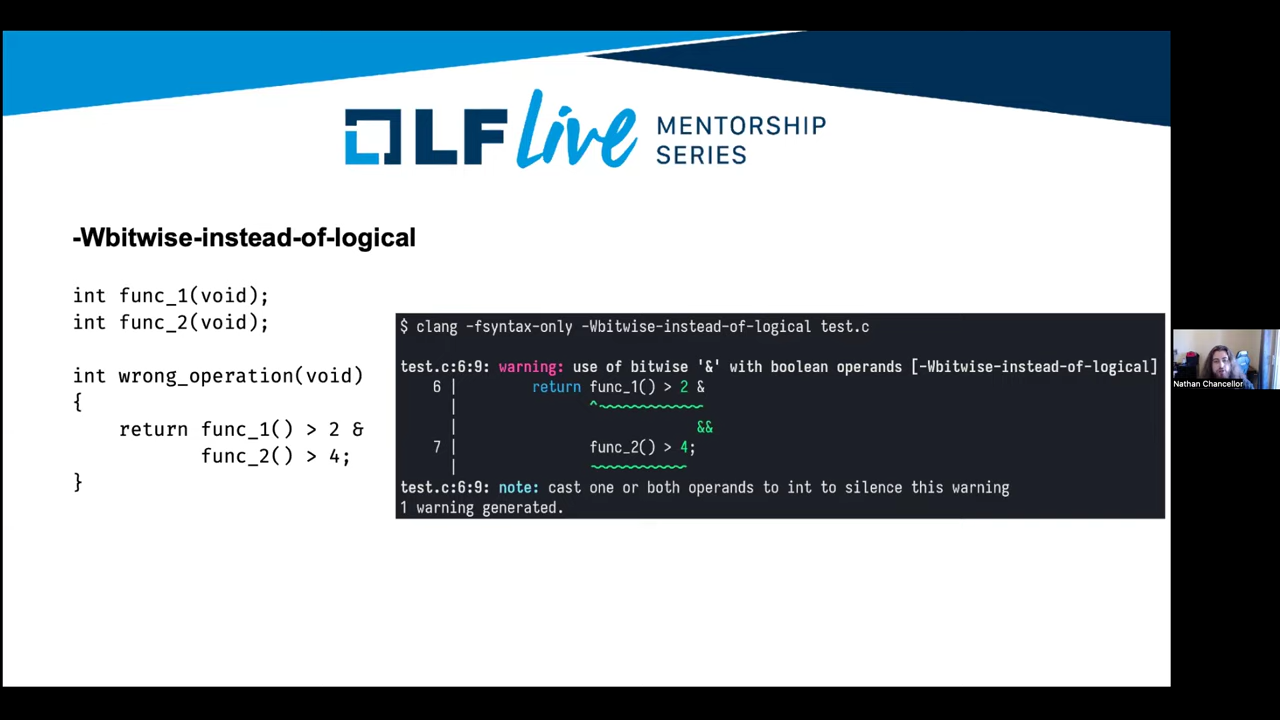 LF Live MENTORSHIP
SERIES
-Wbitwise-instead-of-logical
int func_1(void);
int func_2(void);
int wrong_operation(void)
{
return func_1() > 2 &
func_2() > 4;
}
$ clang -fsyntax-only -Wbitwise-instead-of-logical test.c
test.c:6:9: warning: use of bitwise '&' with boolean operands [-Wbitwise-instead-of-logical]
6 | return func_1() > 2 &
| ^~~~~~~~~~~~~
| &&
7 | func_2() > 4;
| ~~~~~~~~~~~~
test.c:6:9: note: cast one or both operands to int to silence this warning
1 warning generated.
Nathan Chancellor